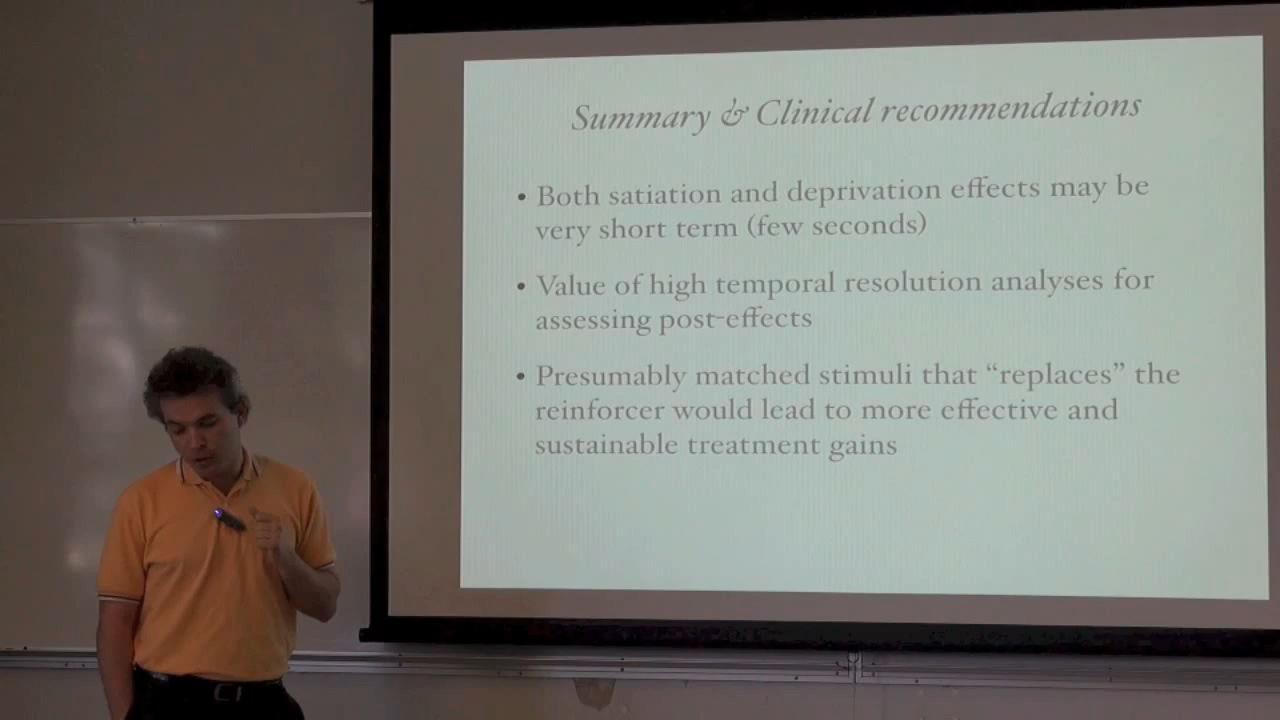 Summary & Clinical recommendations
• Both satiation and deprivation effects may be
very short term (few seconds)
• Value of high temporal resolution analyses for
assessing post-effects
• Presumably matched stimuli that “replaces” the
reinforcer would lead to more effective and
sustainable treatment gains